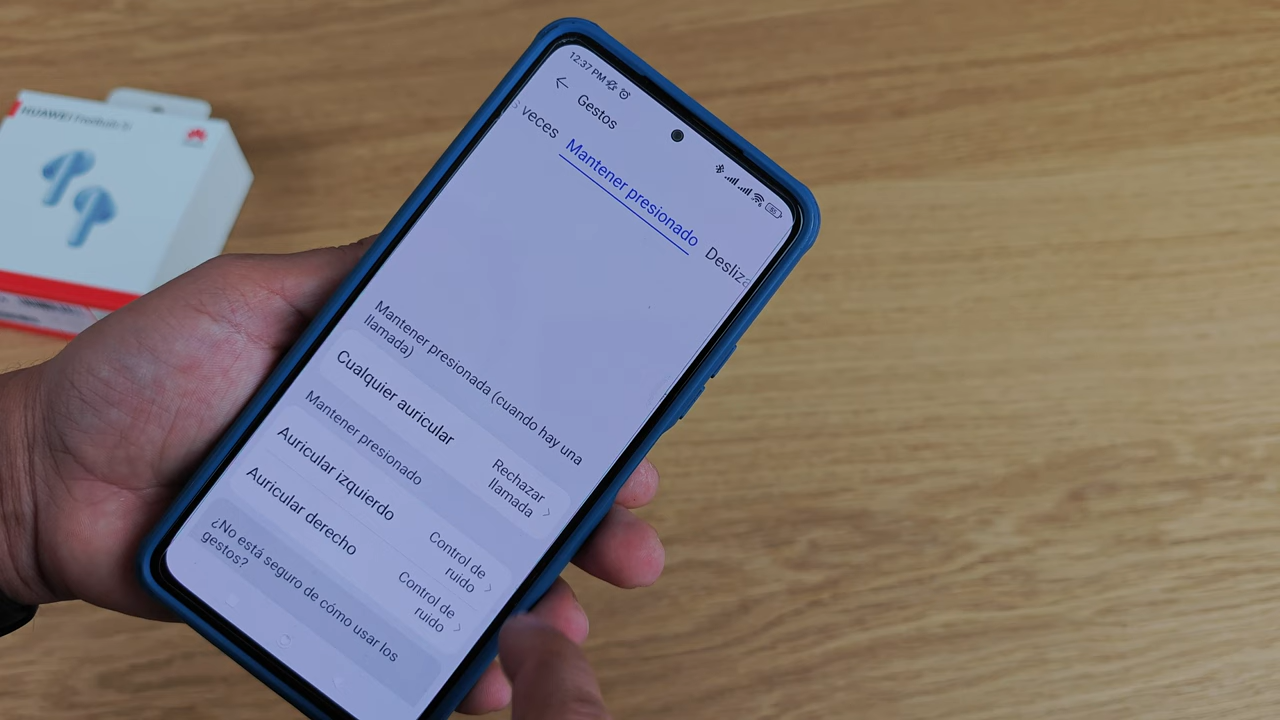 HUAWEI FreeBuds
12:37 PM
Gestos
s veces
Mantener presionado
Desliza
Mantener presionada (cuando hay una
llamada)
Cualquier auricular
Rechazar
llamada
Mantener presionado
Auricular izquierdo
Control de
ruido
Auricular derecho
Control de
ruido
¿No está seguro de cómo usar los
gestos?